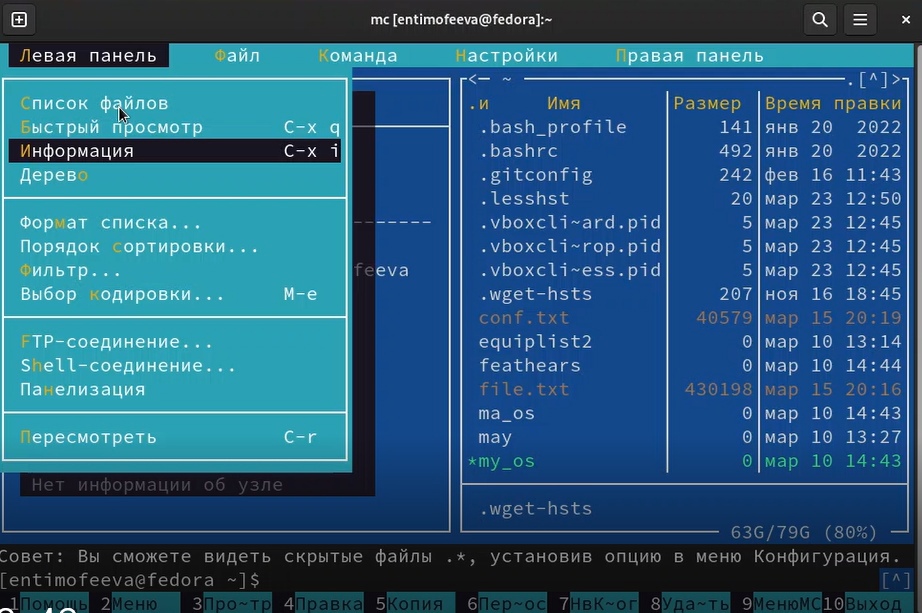 mc [entimofeeva@fedora]:~
Левая панель Файл Команда Настройки Правая панель
<— ~ .[^]>
Список файлов
Быстрый просмотр C-x q
Информация C-x i
Дерево
Формат списка...
Порядок сортировки...
Фильтр...
Выбор кодировки... M-e
FTP-соединение...
Shell-соединение...
Панелизация
Пересмотреть C-r
feeva
Нет информации об узле
.и Имя Размер Время правки
.bash_profile 141 янв 20 2022
.bashrc 492 янв 20 2022
.gitconfig 242 фев 16 11:43
.lesshst 20 мар 23 12:50
.vboxcli~ard.pid 5 мар 23 12:45
.vboxcli~rop.pid 5 мар 23 12:45
.vboxcli~ess.pid 5 мар 23 12:45
.wget-hsts 207 ноя 16 18:45
conf.txt 40579 мар 15 20:19
equiplist2 0 мар 10 13:14
feathears 0 мар 10 14:44
file.txt 430198 мар 15 20:16
ma_os 0 мар 10 14:43
may 0 мар 10 13:27
*my_os 0 мар 10 14:43
.wget-hsts
63G/79G (80%)
Совет: Вы сможете видеть скрытые файлы .*, установив опцию в меню Конфигурация.
[entimofeeva@fedora ~]$ [^]
1Помощь 2Меню 3Про~тр 4Правка 5Копия 6Пер~ос 7НвК~ог 8Уда~ть 9МенюMC 10Выход